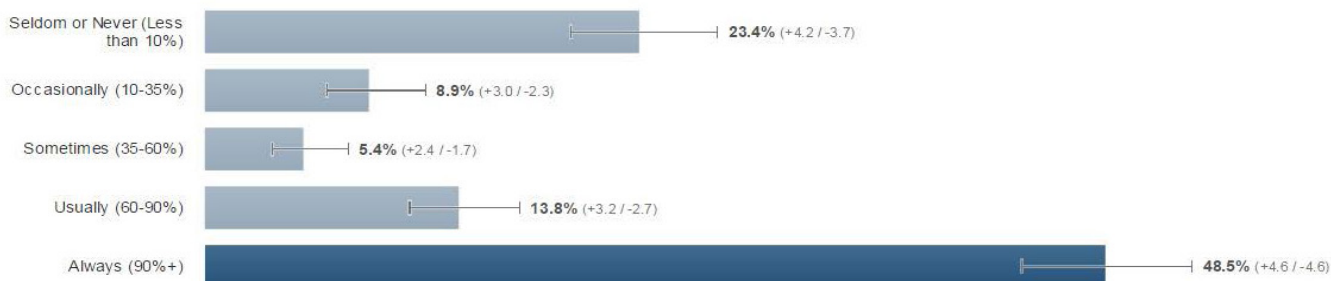 Seldom or Never (Less
than 10%)
23.4% (+4.2 / -3.7)
Occasionally (10-35%)
8.9% (+3.0 / -2.3)
Sometimes (35-60%)
5.4% (+2.4 / -1.7)
Usually (60-90%)
13.8% (+3.2 / -2.7)
Always (90%+)
48.5% (+4.6 / -4.6)